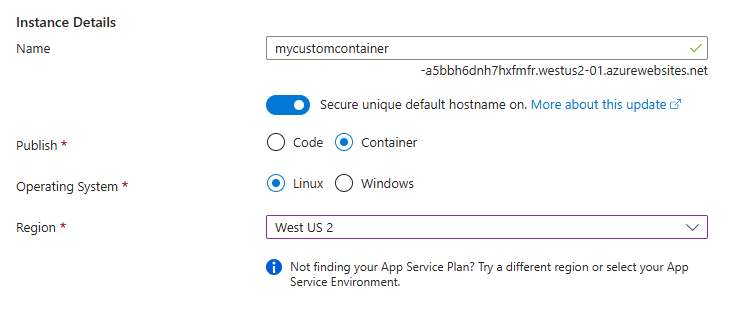 Instance Details
Name
mycustomcontainer
-a5bbh6dnh7hxfmfr.westus2-01.azurewebsites.net
Secure unique default hostname on. More about this update
Publish * Code Container
Operating System * Linux Windows
Region * West US 2
Not finding your App Service Plan? Try a different region or select your App
Service Environment.